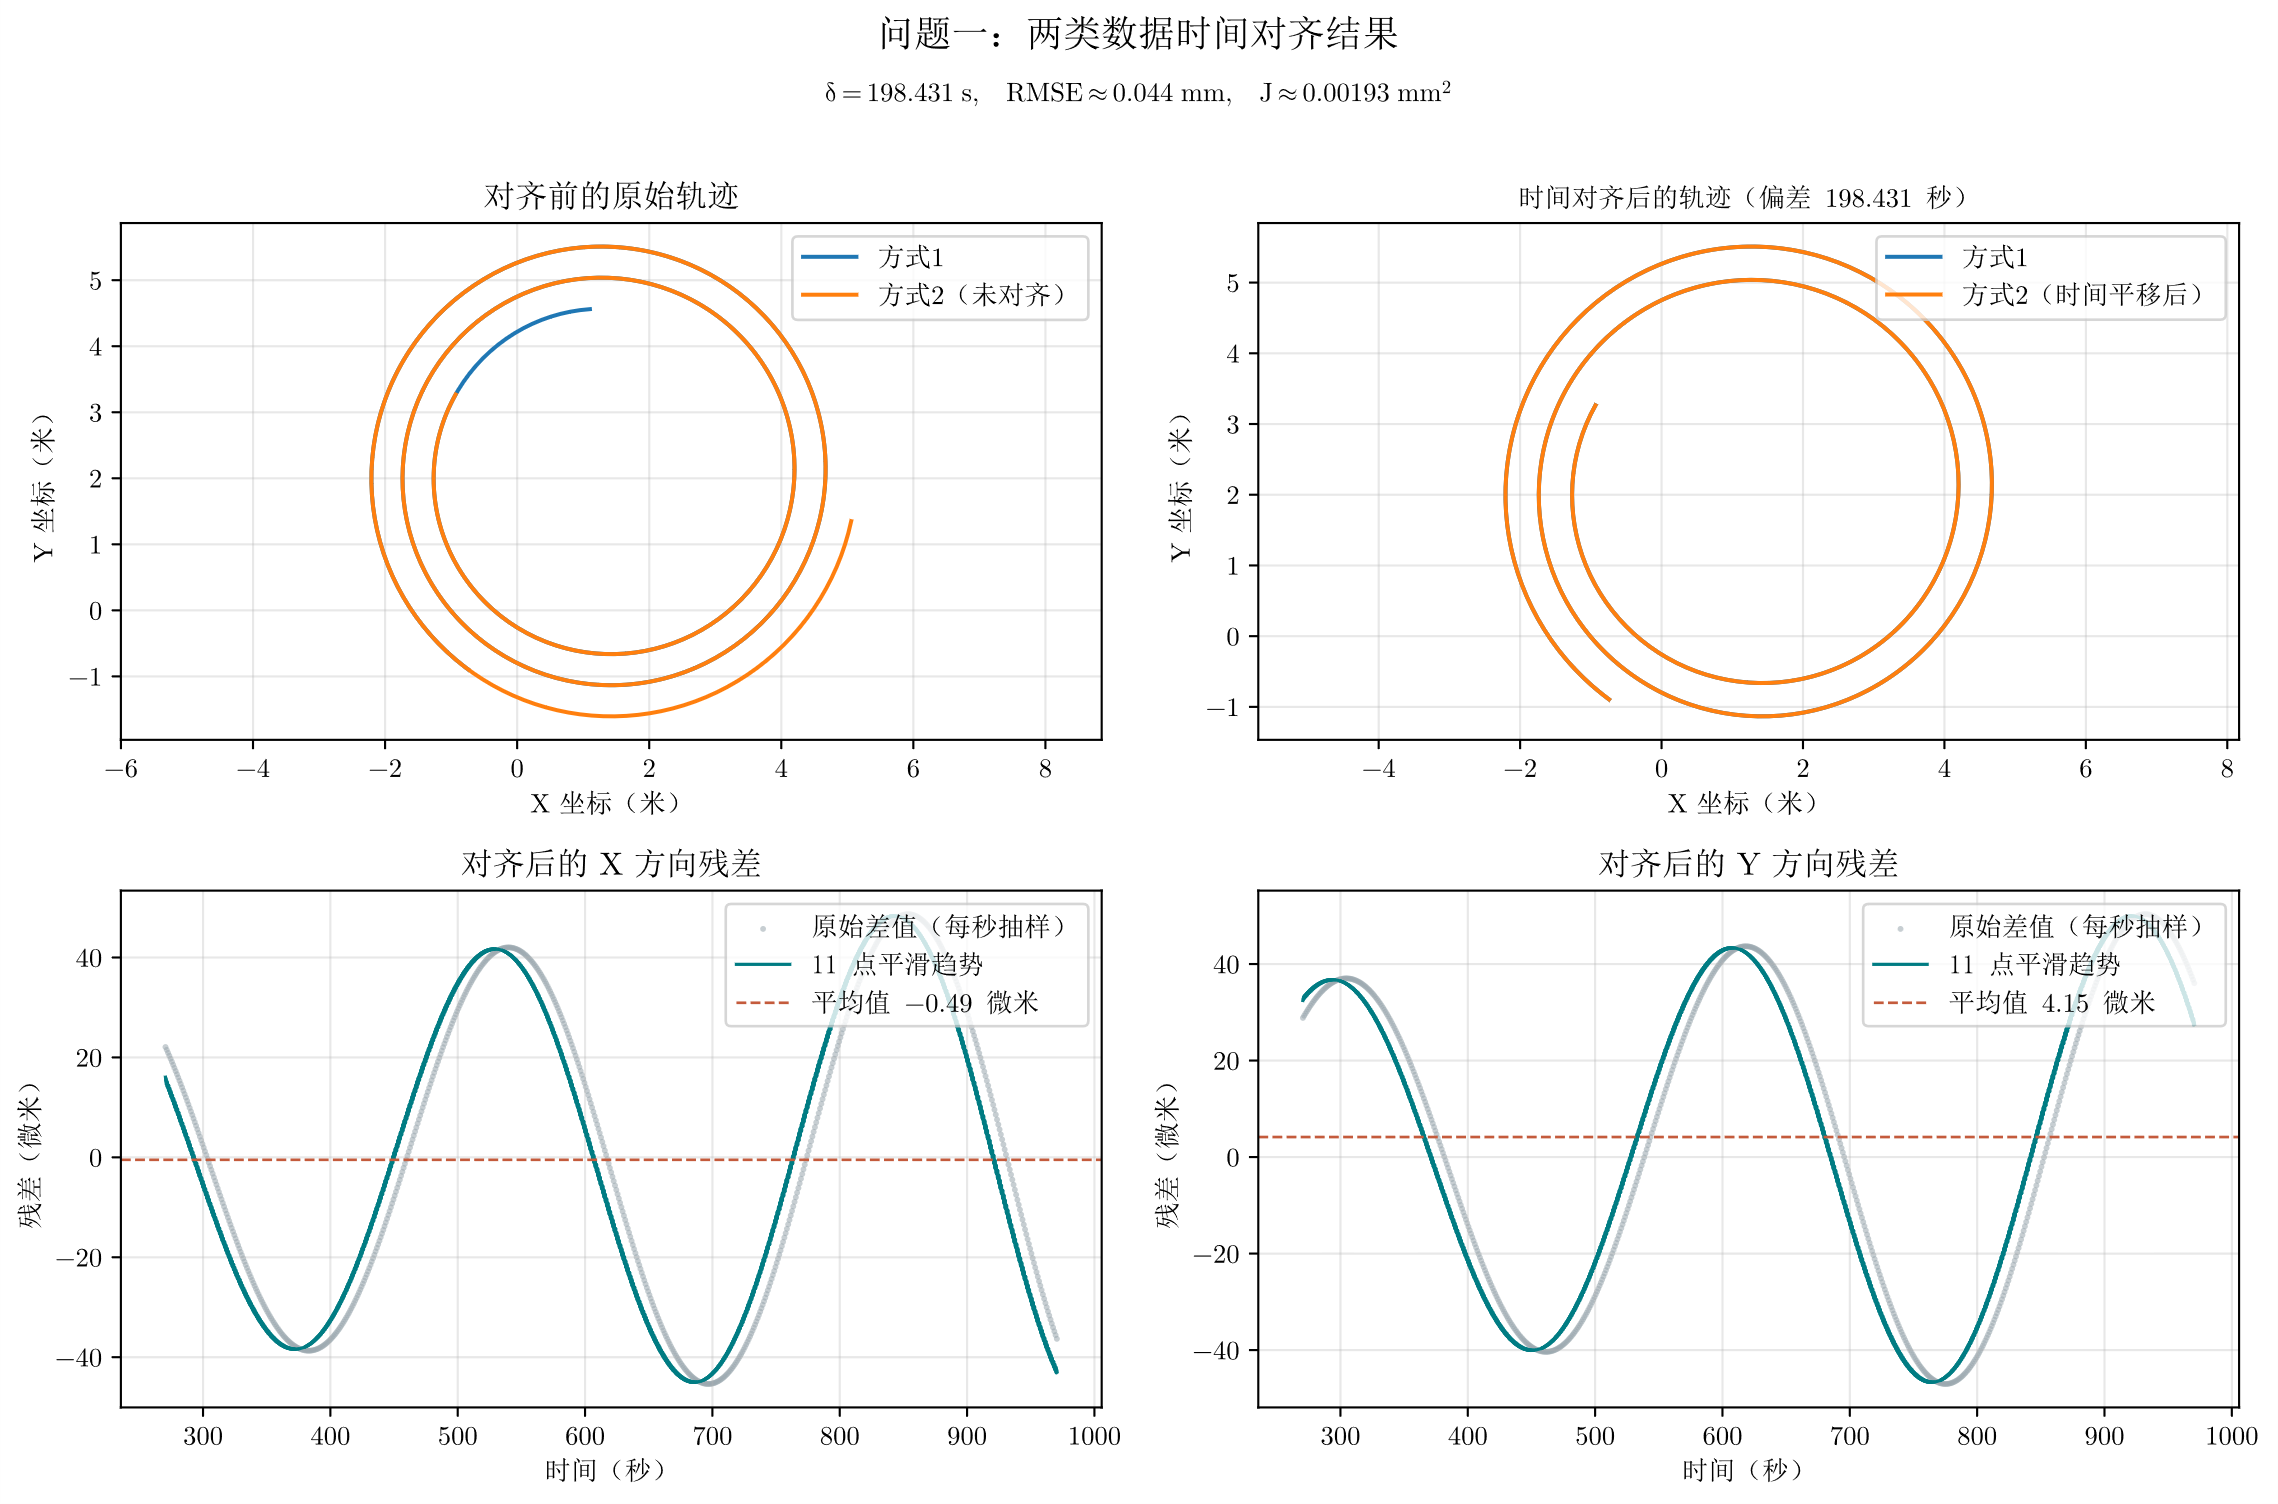 问题一：两类数据时间对齐结果
δ = 198.431 s, RMSE ≈ 0.044 mm, J ≈ 0.00193 mm²
对齐前的原始轨迹
方式1
方式2（未对齐）
5
4
3
2
1
0
−1
Y 坐标（米）
−6 −4 −2 0 2 4 6 8
X 坐标（米）
时间对齐后的轨迹（偏差 198.431 秒）
方式1
方式2（时间平移后）
5
4
3
2
1
0
−1
Y 坐标（米）
−4 −2 0 2 4 6 8
X 坐标（米）
对齐后的 X 方向残差
原始差值（每秒抽样）
11 点平滑趋势
平均值 −0.49 微米
40
20
0
−20
−40
残差（微米）
300 400 500 600 700 800 900 1000
时间（秒）
对齐后的 Y 方向残差
原始差值（每秒抽样）
11 点平滑趋势
平均值 4.15 微米
40
20
0
−20
−40
残差（微米）
300 400 500 600 700 800 900 1000
时间（秒）